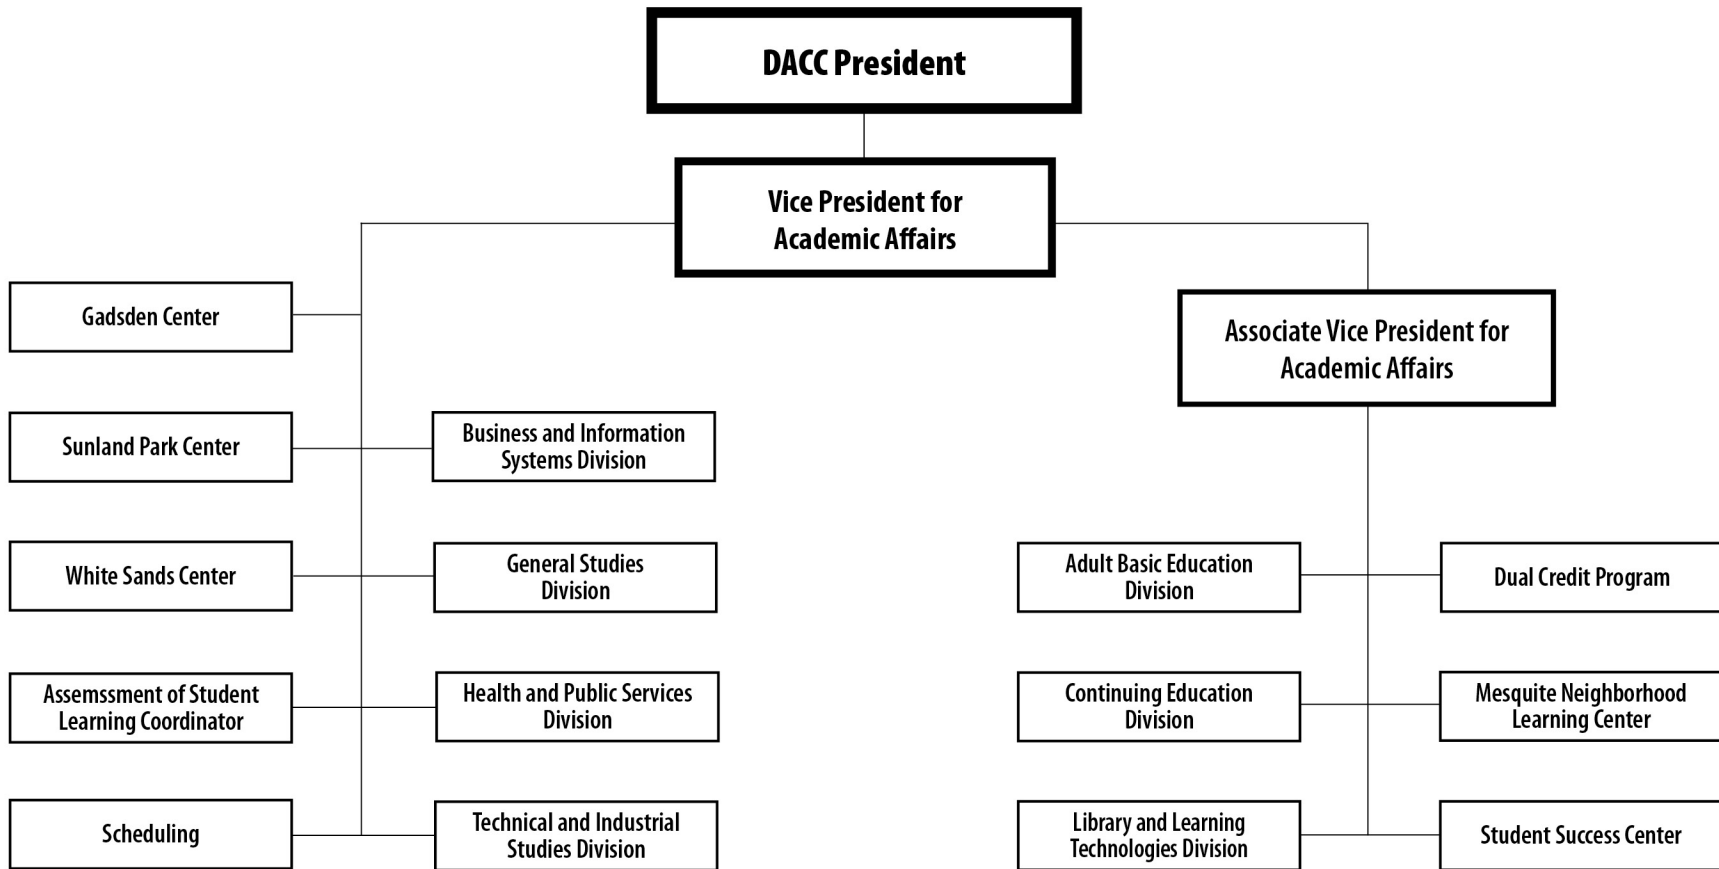 DACC President
Vice President for
Academic Affairs
Gadsden Center
Associate Vice President for
Academic Affairs
Sunland Park Center
Business and Information
Systems Division
White Sands Center
General Studies
Division
Adult Basic Education
Division
Dual Credit Program
Assemssment of Student
Learning Coordinator
Health and Public Services
Division
Continuing Education
Division
Mesquite Neighborhood
Learning Center
Scheduling
Technical and Industrial
Studies Division
Library and Learning
Technologies Division
Student Success Center